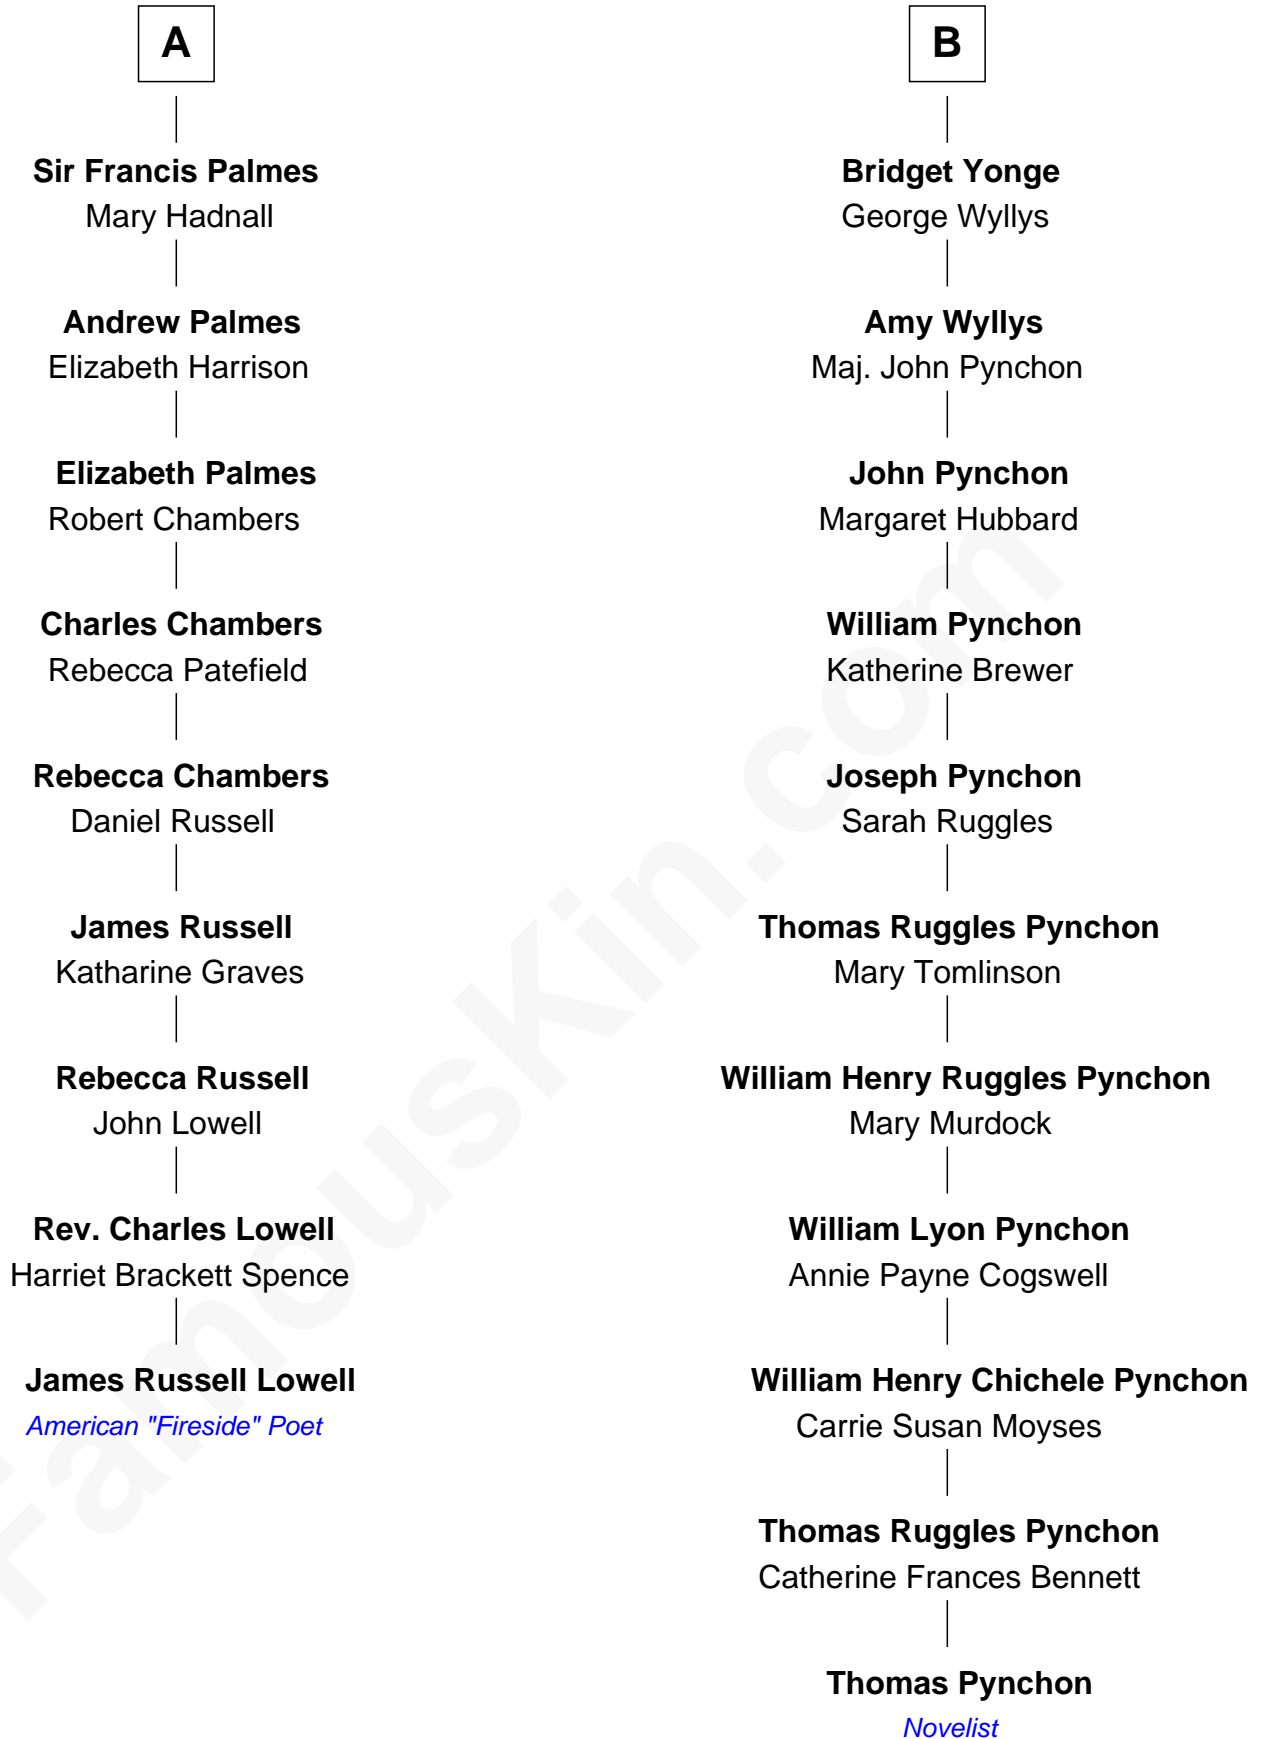 A
Sir Francis Palmes
Mary Hadnall
Andrew Palmes
Elizabeth Harrison
Elizabeth Palmes
Robert Chambers
Charles Chambers
Rebecca Patefield
Rebecca Chambers
Daniel Russell
James Russell
Katharine Graves
Rebecca Russell
John Lowell
Rev. Charles Lowell
Harriet Brackett Spence
James Russell Lowell
American "Fireside" Poet
B
Bridget Yonge
George Wyllys
Amy Wyllys
Maj. John Pynchon
John Pynchon
Margaret Hubbard
William Pynchon
Katherine Brewer
Joseph Pynchon
Sarah Ruggles
Thomas Ruggles Pynchon
Mary Tomlinson
William Henry Ruggles Pynchon
Mary Murdock
William Lyon Pynchon
Annie Payne Cogswell
William Henry Chichele Pynchon
Carrie Susan Moyses
Thomas Ruggles Pynchon
Catherine Frances Bennett
Thomas Pynchon
Novelist
FamousKin.com